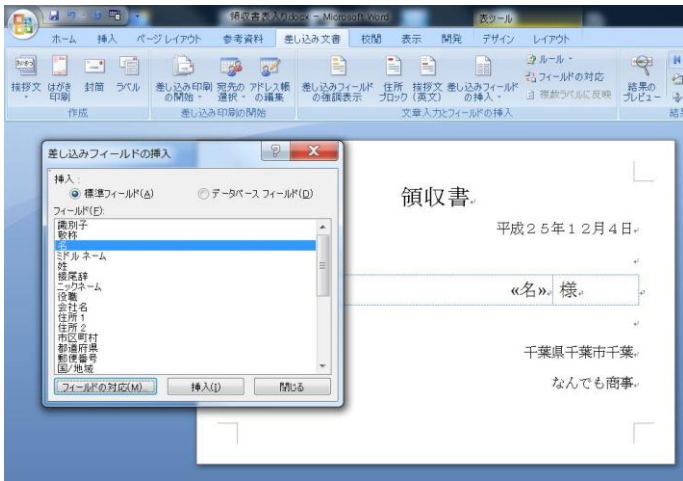 領収書差込み.docx - Microsoft Word
表ツール
ホーム 挿入 ページ レイアウト 参考資料 差し込み文書 校閲 表示 開発 デザイン レイアウト
挨拶文 はがき印刷 封筒 ラベル
差し込み印刷の開始 宛先の選択 アドレス帳の編集
差し込みフィールドの強調表示 住所ブロック 挨拶文(英文) 差し込みフィールドの挿入
ルール
フィールドの対応
複数ラベルに反映
結果のプレビュー
作成 差し込み印刷の開始 文章入力とフィールドの挿入 結
差し込みフィールドの挿入
挿入:
標準フィールド(A) データベース フィールド(D)
フィールド(F):
識別子
敬称
名
ミドル ネーム
姓
接尾辞
ニックネーム
役職
会社名
住所 1
住所 2
市区町村
都道府県
郵便番号
国/地域
フィールドの対応(M)... 挿入(I) 閉じる
領収書
平成25年12月4日
«名» 様
千葉県千葉市千葉
なんでも商事